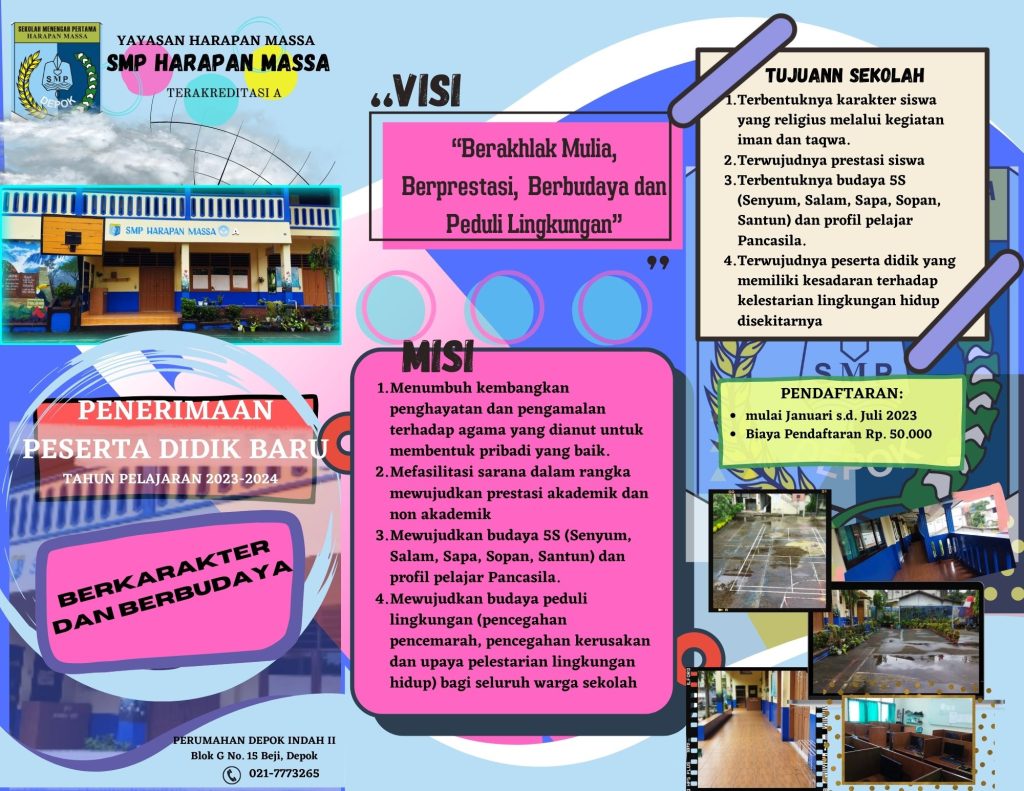 SEKOLAH MENENGAH PERTAMA
HARAPAN MASSA
SMP
DEPOK
YAYASAN HARAPAN MASSA
SMP HARAPAN MASSA
TERAKREDITASI A
SMP HARAPAN MASSA
PENERIMAAN
PESERTA DIDIK BARU
TAHUN PELAJARAN 2023-2024
BERKARAKTER
DAN BERBUDAYA
PERUMAHAN DEPOK INDAH II
Blok G No. 15 Beji, Depok
021-7773265
“VISI
“Berakhlak Mulia,
Berprestasi, Berbudaya dan
Peduli Lingkungan”
”
MISI
1. Menumbuh kembangkan
penghayatan dan pengamalan
terhadap agama yang dianut untuk
membentuk pribadi yang baik.
2. Mefasilitasi sarana dalam rangka
mewujudkan prestasi akademik dan
non akademik
3. Mewujudkan budaya 5S (Senyum,
Salam, Sapa, Sopan, Santun) dan
profil pelajar Pancasila.
4. Mewujudkan budaya peduli
lingkungan (pencegahan
pencemarah, pencegahan kerusakan
dan upaya pelestarian lingkungan
hidup) bagi seluruh warga sekolah
TUJUANN SEKOLAH
1. Terbentuknya karakter siswa
yang religius melalui kegiatan
iman dan taqwa.
2. Terwujudnya prestasi siswa
3. Terbentuknya budaya 5S
(Senyum, Salam, Sapa, Sopan,
Santun) dan profil pelajar
Pancasila.
4. Terwujudnya peserta didik yang
memiliki kesadaran terhadap
kelestarian lingkungan hidup
disekitarnya
SMP
PENDAFTARAN:
• mulai Januari s.d. Juli 2023
• Biaya Pendaftaran Rp. 50.000
DEPOK